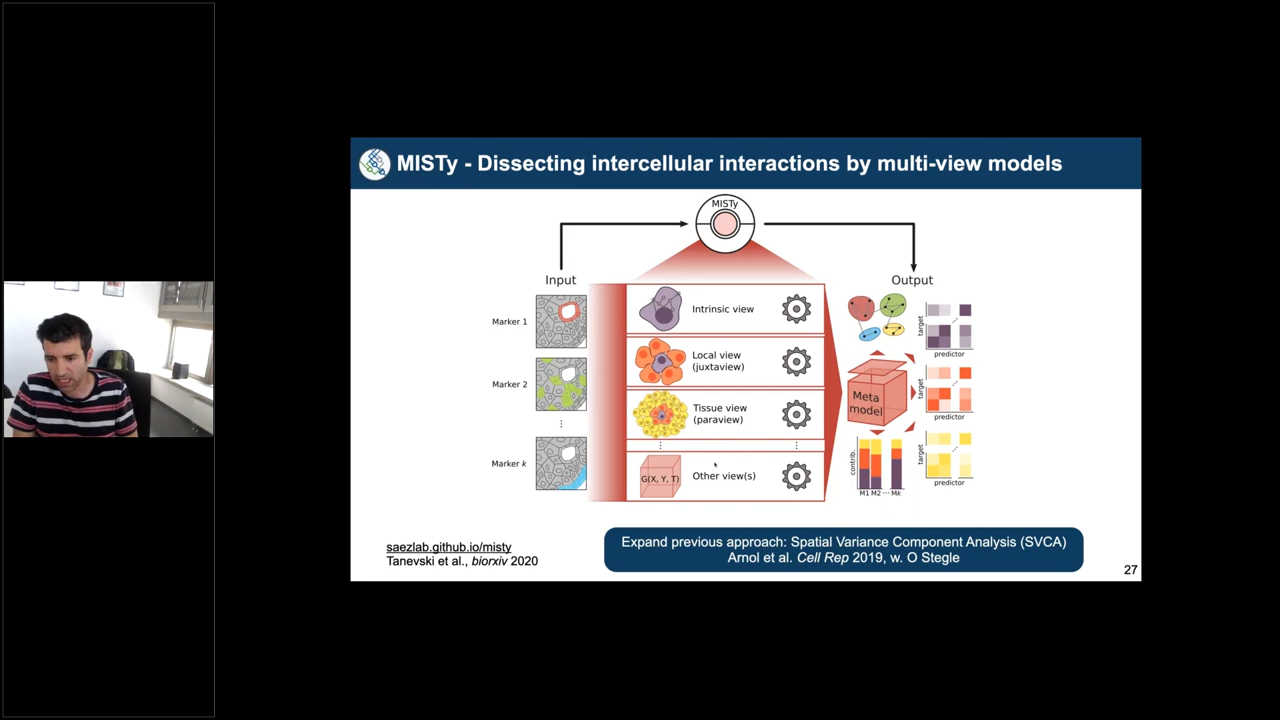 MISTy - Dissecting intercellular interactions by multi-view models
MISTy
Input
Output
Marker 1
Marker 2
Marker k
Intrinsic view
Local view
(juxtaview)
Tissue view
(paraview)
G(X, Y, T)
Other view(s)
Meta
model
target
predictor
target
predictor
target
predictor
contrib.
M1 M2 ··· Mk
saezlab.github.io/misty
Tanevski et al., biorxiv 2020
Expand previous approach: Spatial Variance Component Analysis (SVCA)
Arnol et al. Cell Rep 2019, w. O Stegle
27